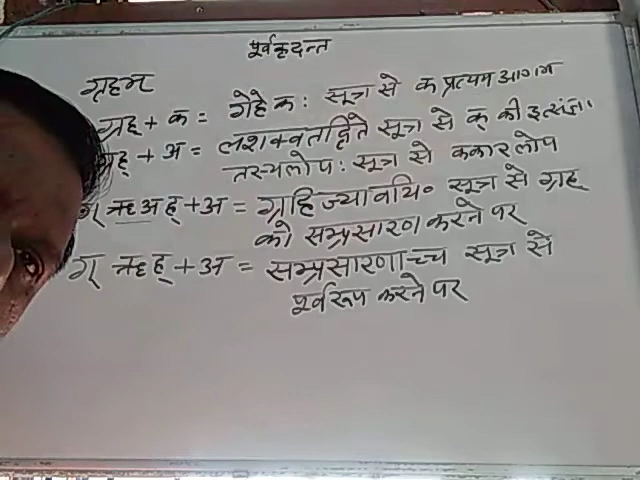 पूर्वकृदन्त
गृहम
ग्रह् + क = गेहे कः सूत्र से क प्रत्यय आगम
ग्रह् + अ = लशक्वतद्धिते सूत्र से क् की इत्संज्ञा
तस्यलोपः सूत्र से ककार लोप
ग् ऋ अ ह् + अ = ग्रहि ज्यावयि॰ सूत्र से ग्रह्
को सम्प्रसारण करने पर
ग् ऋ ह् + अ = सम्प्रसारणाच्च सूत्र से
पूर्वरूप करने पर